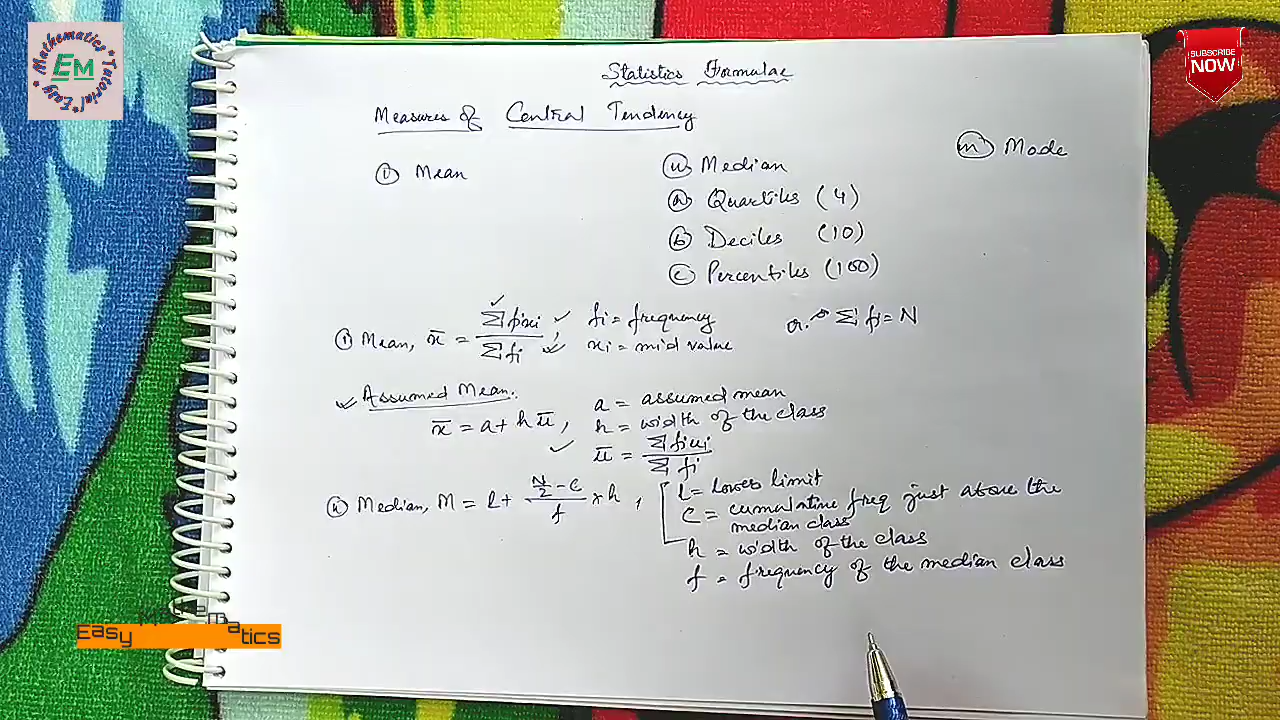 Mathematics Tutorial Easy
EM
SUBSCRIBE
NOW
Statistics Formulae
Measures of Central Tendency
(i) Mean
(ii) Median
(iii) Mode
(a) Quartiles (4)
(b) Deciles (10)
(c) Percentiles (100)
(i) Mean, x̄ = Σfixi / Σfi, fi = frequency or. Σfi = N
xi = mid value
Assumed Mean.
x̄ = a + h ū, a = assumed mean
h = width of the class
ū = Σfiui / Σfi
(ii) Median, M = l + (N/2 - C)/f × h, l = lower limit
C = cumulative freq just above the
median class
h = width of the class
f = frequency of the median class
Easy Mathematics